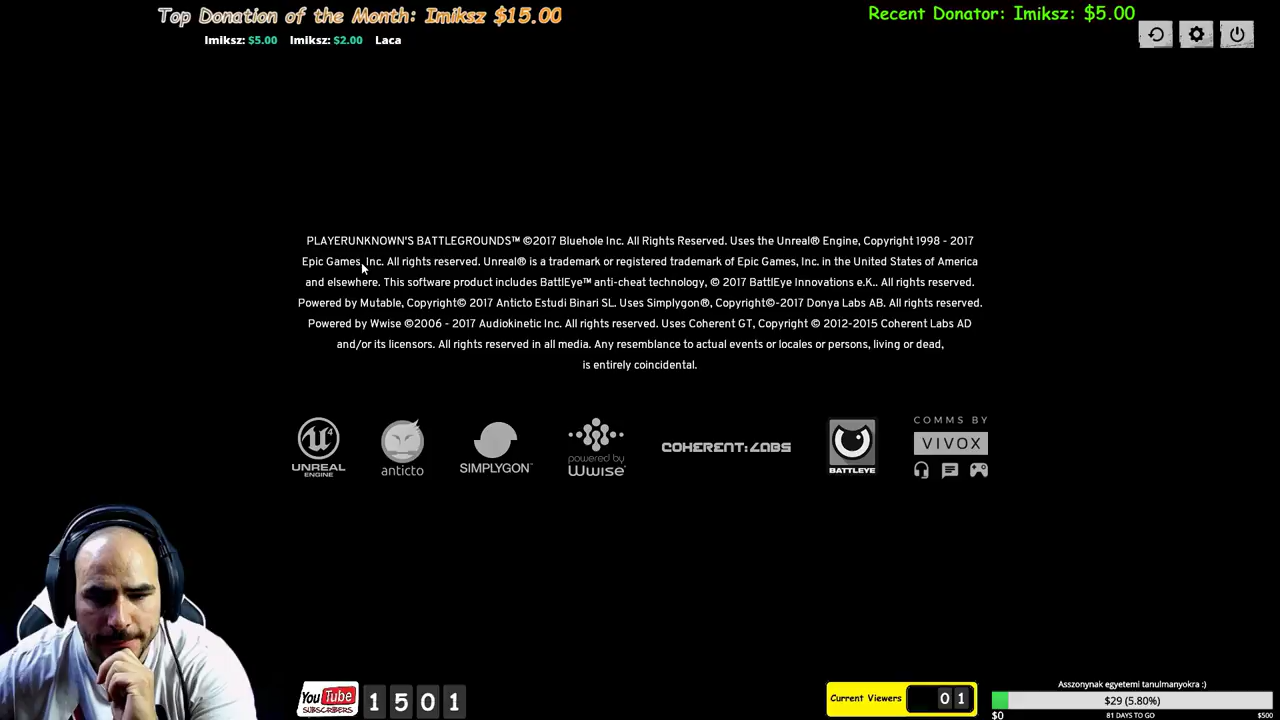 Top Donation of the Month: Imiksz $15.00
Recent Donator: Imiksz: $5.00
Imiksz: $5.00 Imiksz: $2.00 Laca
PLAYERUNKNOWN'S BATTLEGROUNDS™ ©2017 Bluehole Inc. All Rights Reserved. Uses the Unreal® Engine, Copyright 1998 - 2017
Epic Games, Inc. All rights reserved. Unreal® is a trademark or registered trademark of Epic Games, Inc. in the United States of America
and elsewhere. This software product includes BattlEye™ anti-cheat technology, © 2017 BattlEye Innovations e.K.. All rights reserved.
Powered by Mutable, Copyright© 2017 Anticto Estudi Binari SL. Uses Simplygon®, Copyright©-2017 Donya Labs AB. All rights reserved.
Powered by Wwise ©2006 - 2017 Audiokinetic Inc. All rights reserved. Uses Coherent GT, Copyright © 2012-2015 Coherent Labs AD
and/or its licensors. All rights reserved in all media. Any resemblance to actual events or locales or persons, living or dead,
is entirely coincidental.
UNREAL ENGINE 4
anticto
SIMPLYGON
powered by Wwise
COHERENT:LABS
BATTLEYE
COMMS BY
VIVOX
YouTube SUBSCRIBERS 1501
Current Viewers 01
Asszonynak egyetemi tanulmanyokra :)
$29 (5.80%)
$0 81 DAYS TO GO $500